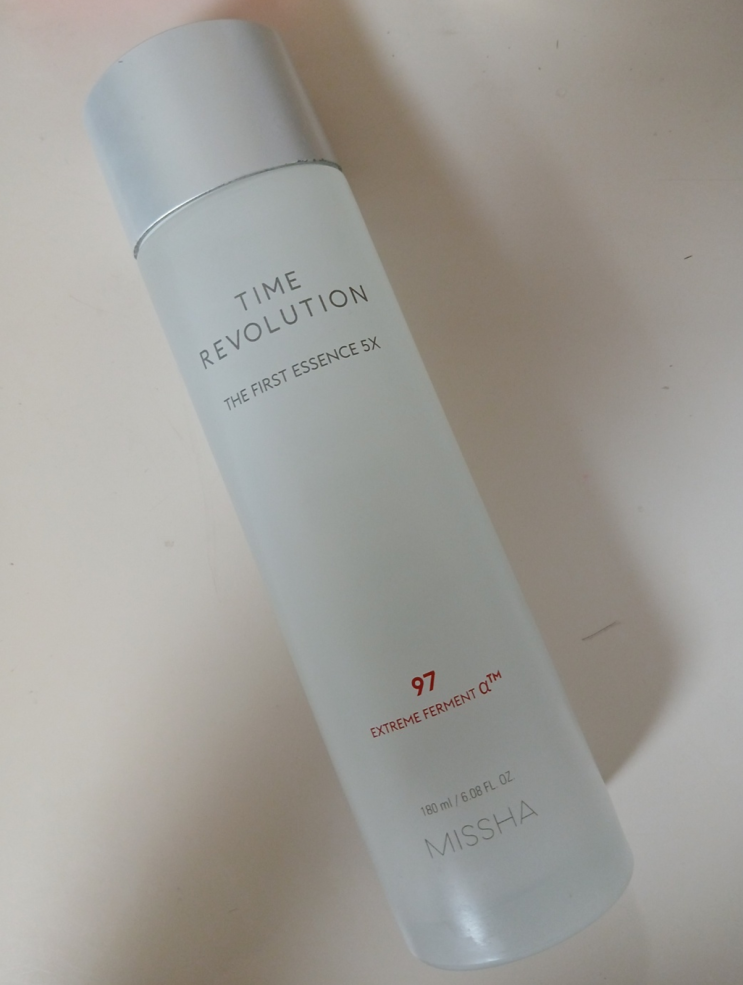 TIME
REVOLUTION
THE FIRST ESSENCE 5X
97
EXTREME FERMENT α™
180 ml / 6.08 FL. OZ
MISSHA